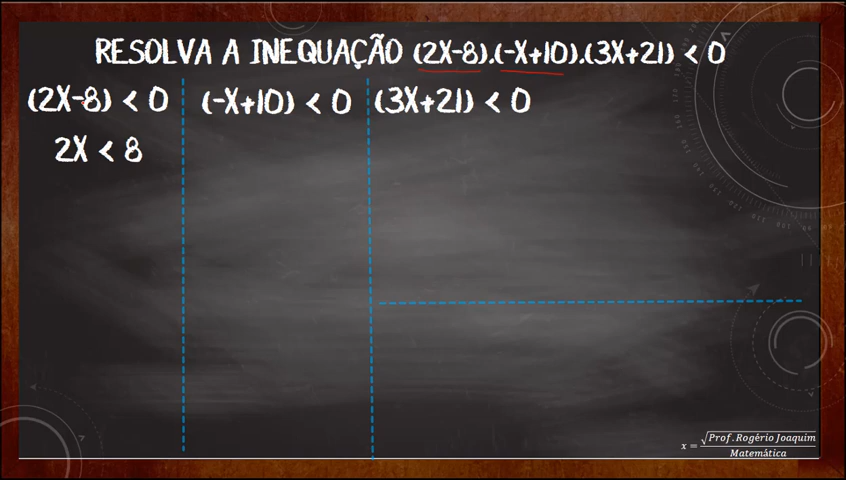 RESOLVA A INEQUAÇÃO (2X-8).(-X+10).(3X+21) < 0
(2X-8) < 0
2X < 8
(-X+10) < 0
(3X+21) < 0
x = √Prof.Rogério Joaquim
Matemática